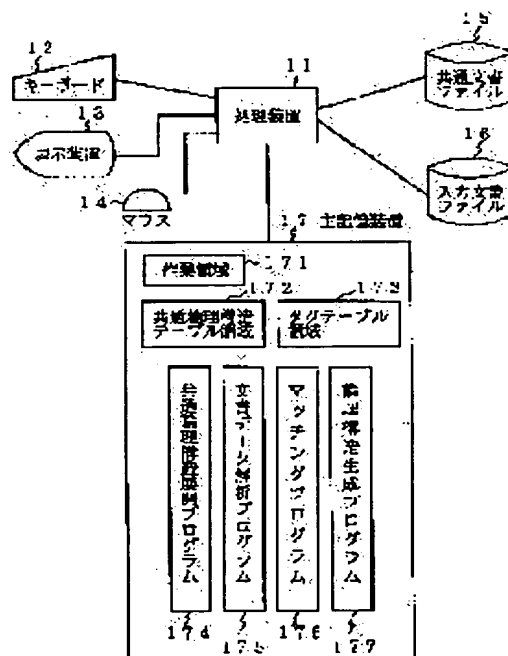 15
12
11
キーボード
共通文書
ファイル
13
処理装置
表示装置
16
14
入力文書
ファイル
マウス
17 主記憶装置
作業領域
171
172
173
共通論理構造
テーブル領域
タグテーブル
領域
共通論理構造展開プログラム
文書データ解析プログラム
マッチングプログラム
論理構造生成プログラム
174
175
176
177